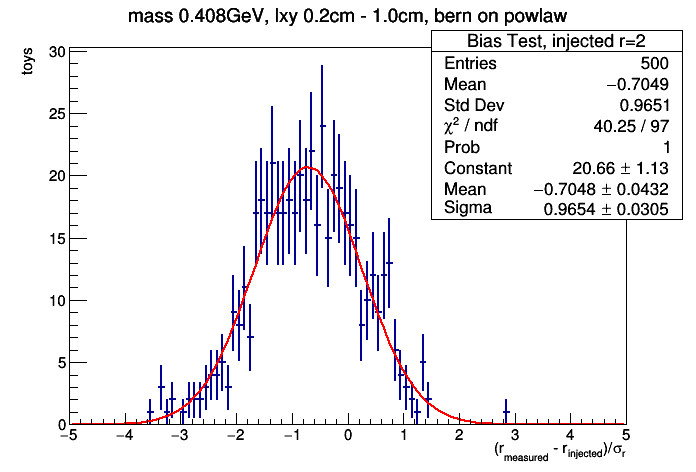 mass 0.408GeV, lxy 0.2cm - 1.0cm, bern on powlaw
Bias Test, injected r=2
Entries 500
Mean −0.7049
Std Dev 0.9651
χ² / ndf 40.25 / 97
Prob 1
Constant 20.66 ± 1.13
Mean −0.7048 ± 0.0432
Sigma 0.9654 ± 0.0305
toys
30
25
20
15
10
5
0
−5 −4 −3 −2 −1 0 1 2 3 4 5
(r_measured - r_injected)/σ_r